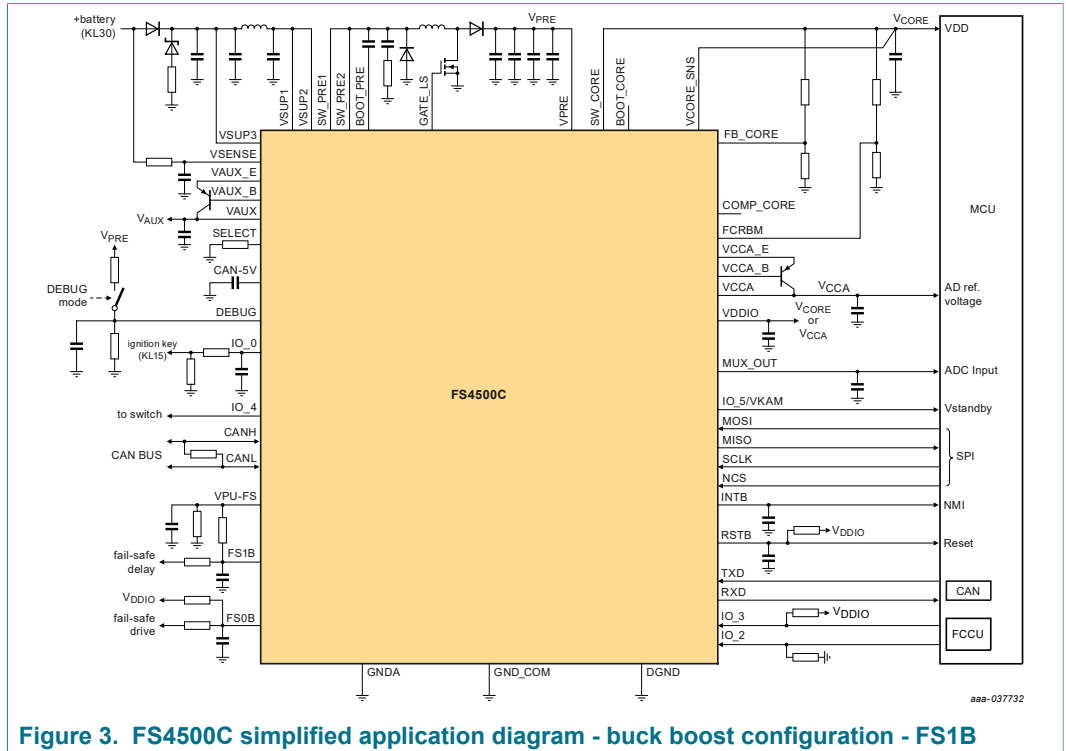 +battery
(KL30)
VPRE
VCORE
VDD
VSUP1
VSUP2
SW_PRE1
SW_PRE2
BOOT_PRE
GATE_LS
VPRE
SW_CORE
BOOT_CORE
VCORE_SNS
VSUP3
VSENSE
VAUX_E
VAUX_B
VAUX
VAUX
SELECT
VPRE
CAN-5V
DEBUG
mode
DEBUG
ignition key
(KL15)
IO_0
to switch
IO_4
CANH
CAN BUS
CANL
VPU-FS
fail-safe
delay
FS1B
VDDIO
fail-safe
drive
FS0B
FS4500C
FB_CORE
COMP_CORE
FCRBM
VCCA_E
VCCA_B
VCCA
VCCA
VDDIO
VCORE
or
VCCA
MUX_OUT
IO_5/VKAM
MOSI
MISO
SCLK
NCS
INTB
RSTB
VDDIO
TXD
RXD
IO_3
VDDIO
IO_2
MCU
AD ref.
voltage
ADC Input
Vstandby
SPI
NMI
Reset
CAN
FCCU
GNDA
GND_COM
DGND
aaa-037732
Figure 3. FS4500C simplified application diagram - buck boost configuration - FS1B